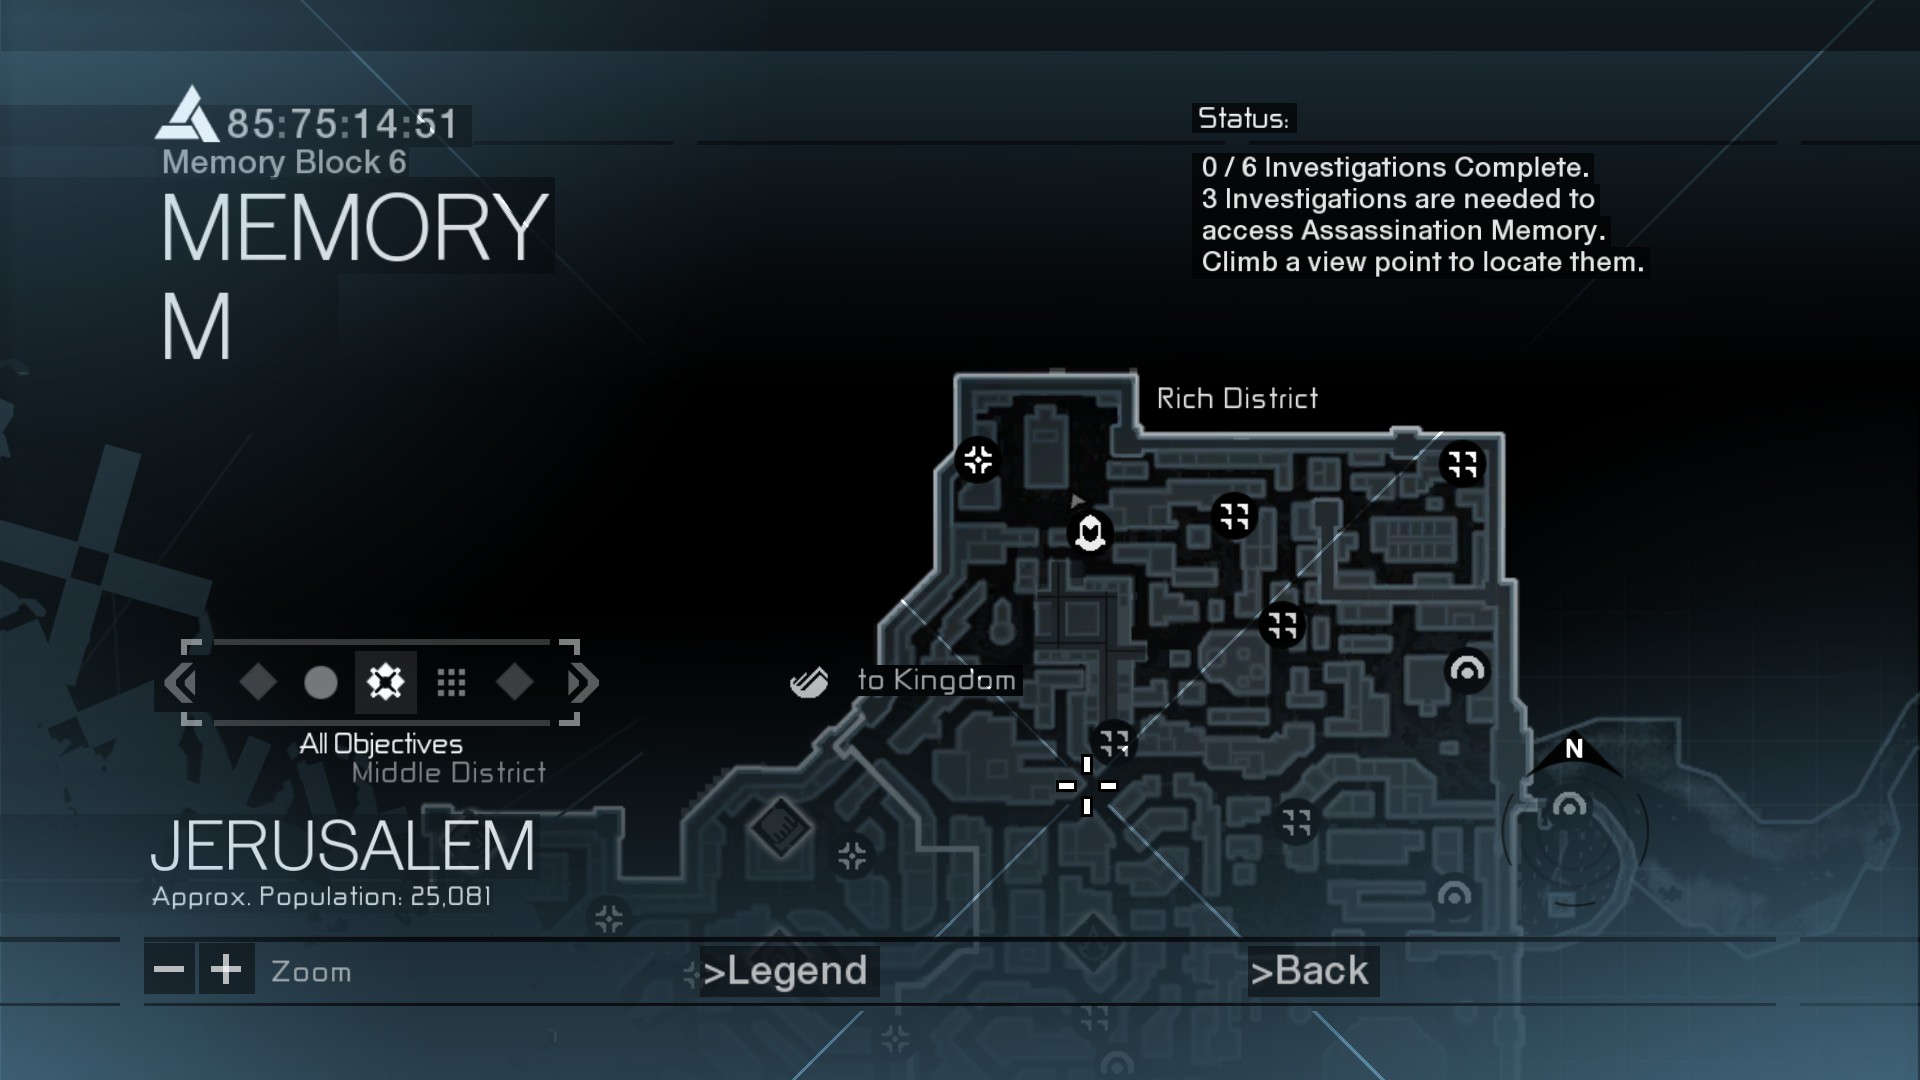 85:75:14:51
Memory Block 6
MEMORY
M
Status:
0 / 6 Investigations Complete.
3 Investigations are needed to
access Assassination Memory.
Climb a view point to locate them.
Rich District
to Kingdom
All Objectives
Middle District
N
JERUSALEM
Approx. Population: 25,081
Zoom
>Legend
>Back